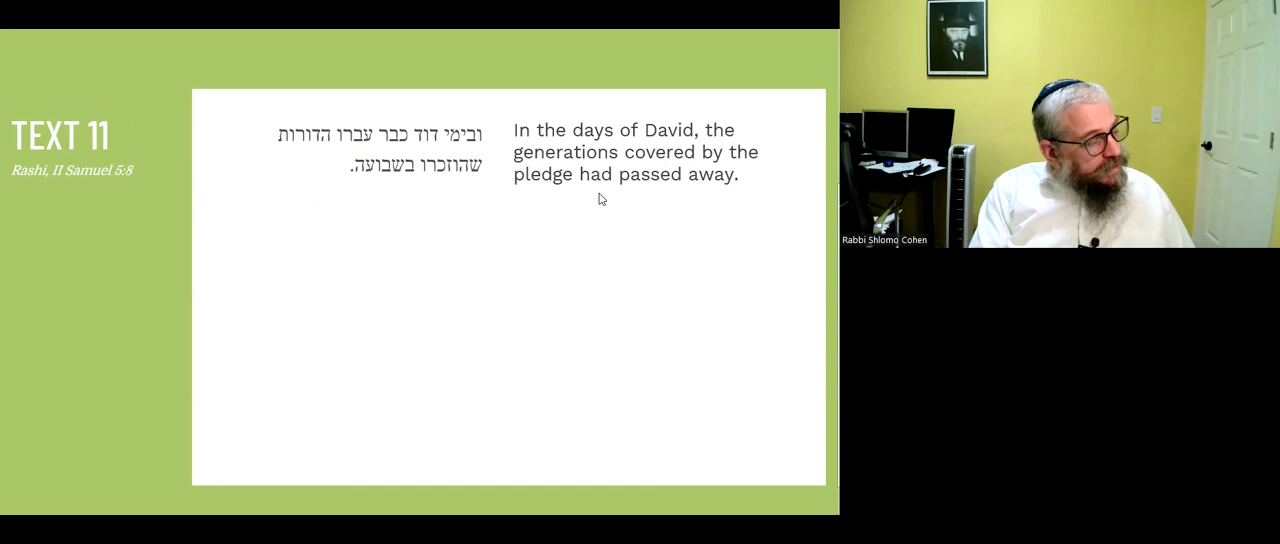 TEXT 11
Rashi, II Samuel 5:8
ובימי דוד כבר עברו הדורות
שהוזכרו בשבועה.
In the days of David, the
generations covered by the
pledge had passed away.
Rabbi Shlomo Cohen